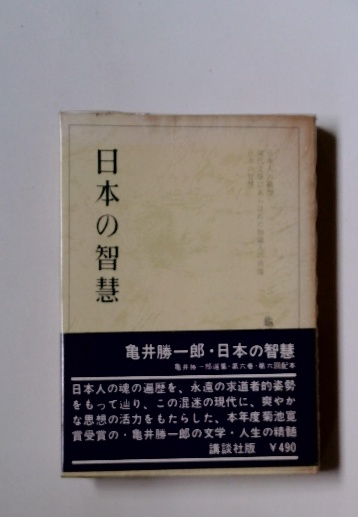 日本の智慧
亀井勝一郎・日本の智慧
亀井勝一郎選集・第六巻・第六回配本
日本人の魂の遍歴を、永遠の求道者的姿勢
をもって辿り、この混迷の現代に、爽やか
な思想の活力をもたらした、本年度菊池寛
賞受賞の・亀井勝一郎の文学・人生の精髄
講談社版 ¥490